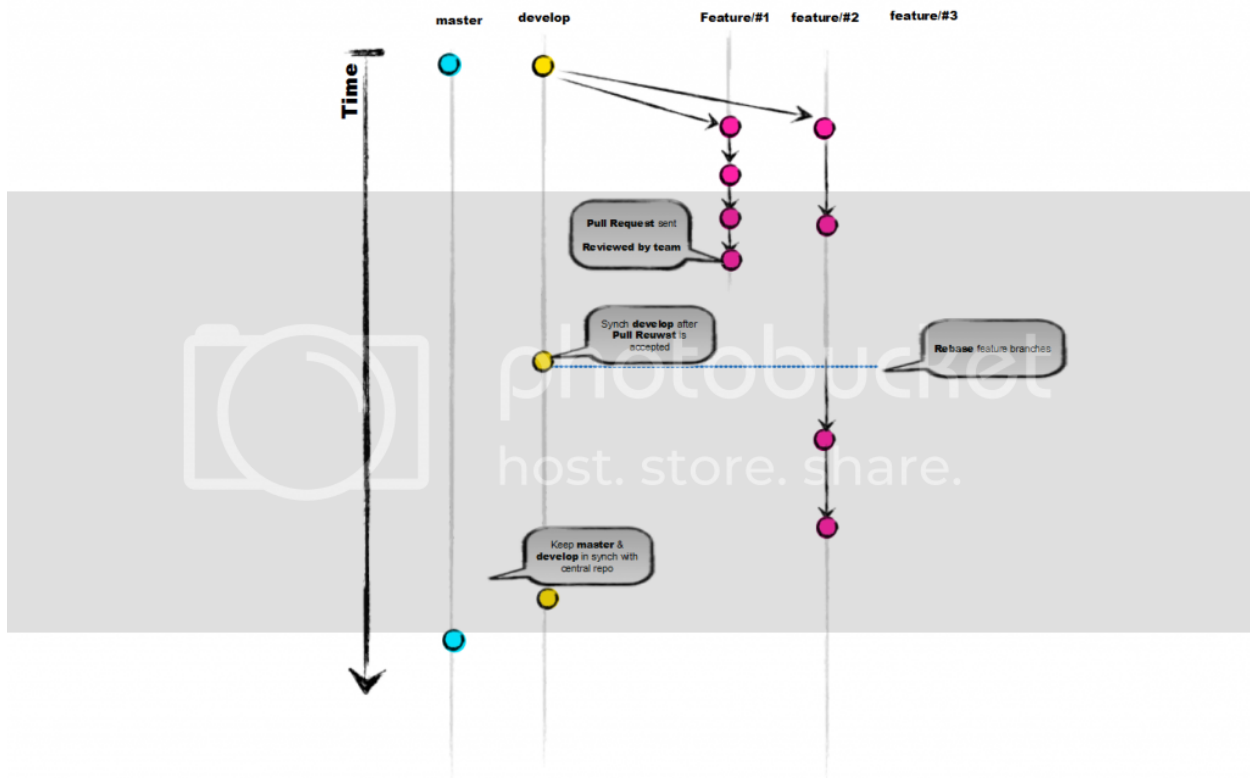 master
develop
Feature/#1
feature/#2
feature/#3
Time
Pull Request sent
Reviewed by team
Synch develop after
Pull Reuwst is
accepted
Rebase feature branches
photobucket
host. store. share.
Keep master &
develop in synch with
central repo